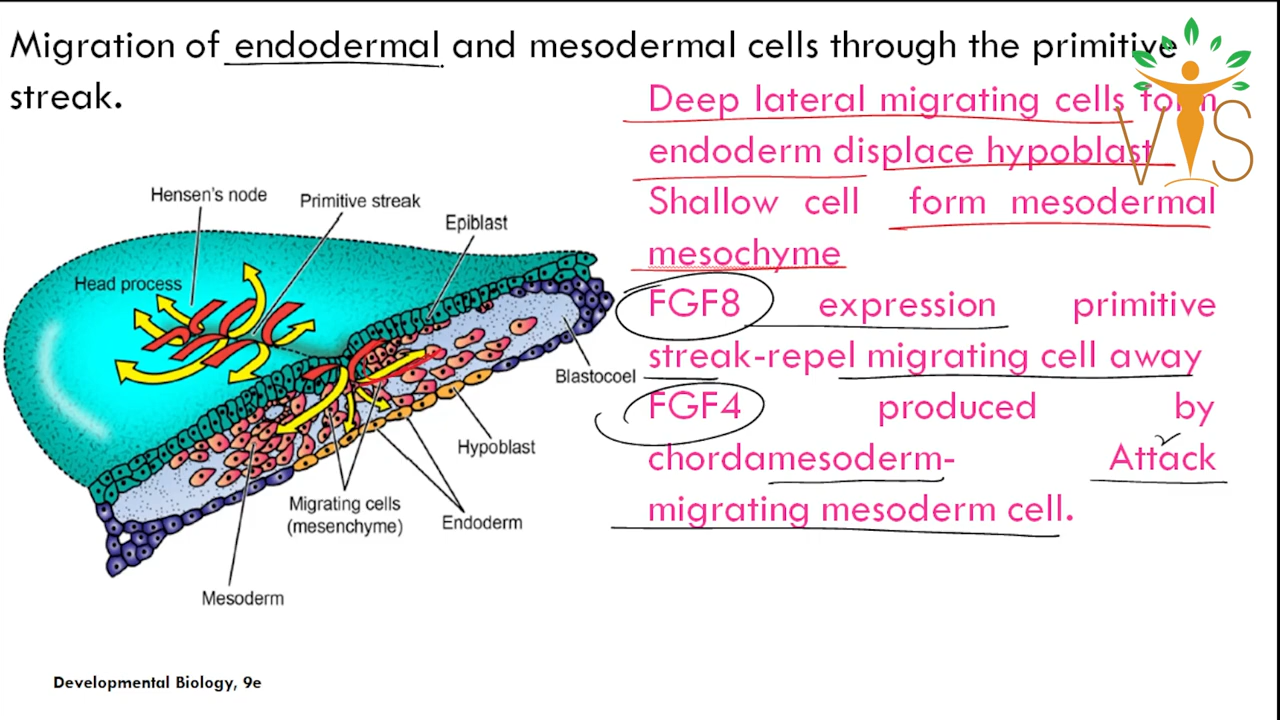 Migration of endodermal and mesodermal cells through the primitive
streak.
Deep lateral migrating cells form
endoderm displace hypoblast
Shallow cell form mesodermal
mesochyme
FGF8 expression primitive
streak-repel migrating cell away
FGF4 produced by
chordamesoderm- Attack
migrating mesoderm cell.
V S
Hensen's node
Primitive streak
Epiblast
Head process
Blastocoel
Hypoblast
Migrating cells
(mesenchyme)
Endoderm
Mesoderm
Developmental Biology, 9e